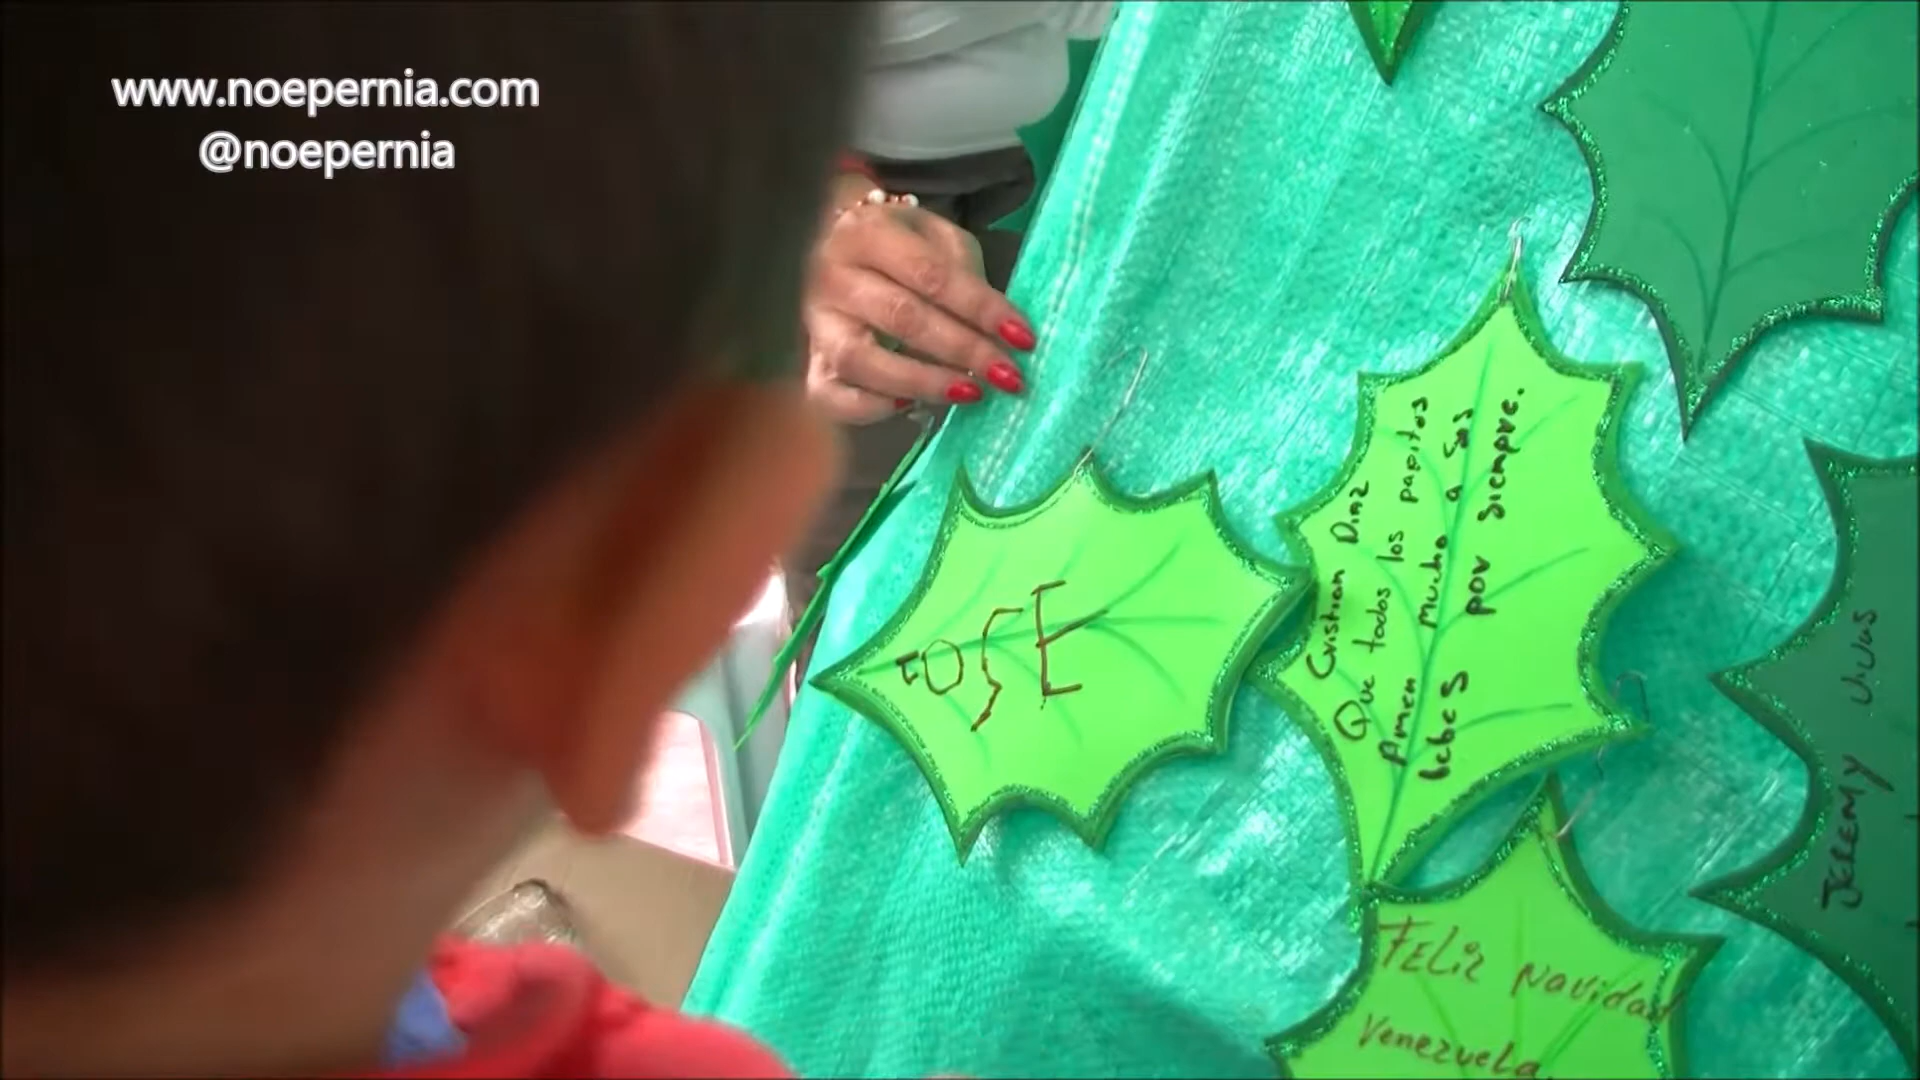 www.noepernia.com
@noepernia
JOSE
Cristian Diaz
Que todos los papitos
Amen mucho a sus
bebes por siempre.
FELiz Navidad
Venezuela.
JEREMY vivas